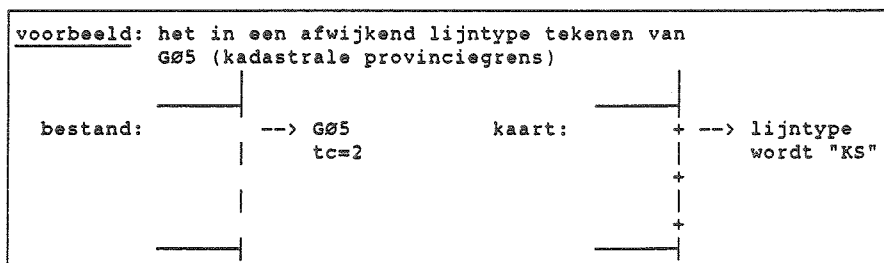 voorbeeld: het in een afwijkend lijntype tekenen van
GØ5 (kadastrale provinciegrens)
bestand: --> GØ5 kaart: --> lijntype
tc=2 wordt "KS"